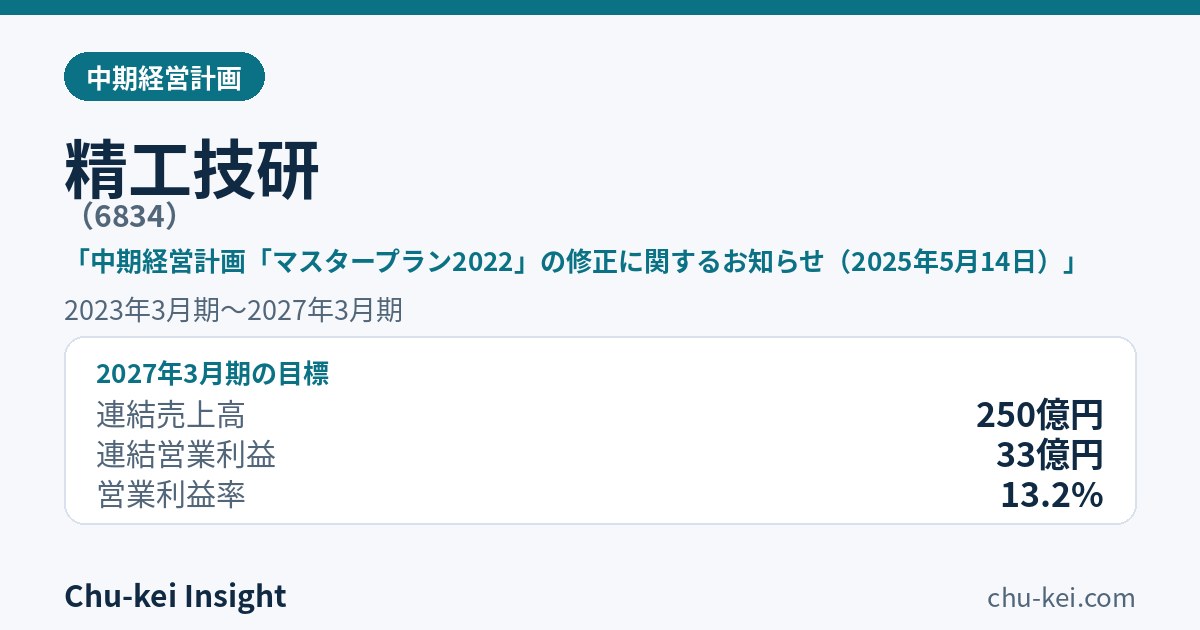 中期経営計画
精工技研
（6834）
「中期経営計画「マスタープラン2022」の修正に関するお知らせ（2025年5月14日）」
2023年3月期〜2027年3月期
2027年3月期の目標
連結売上高 250億円
連結営業利益 33億円
営業利益率 13.2%
Chu-kei Insight chu-kei.com